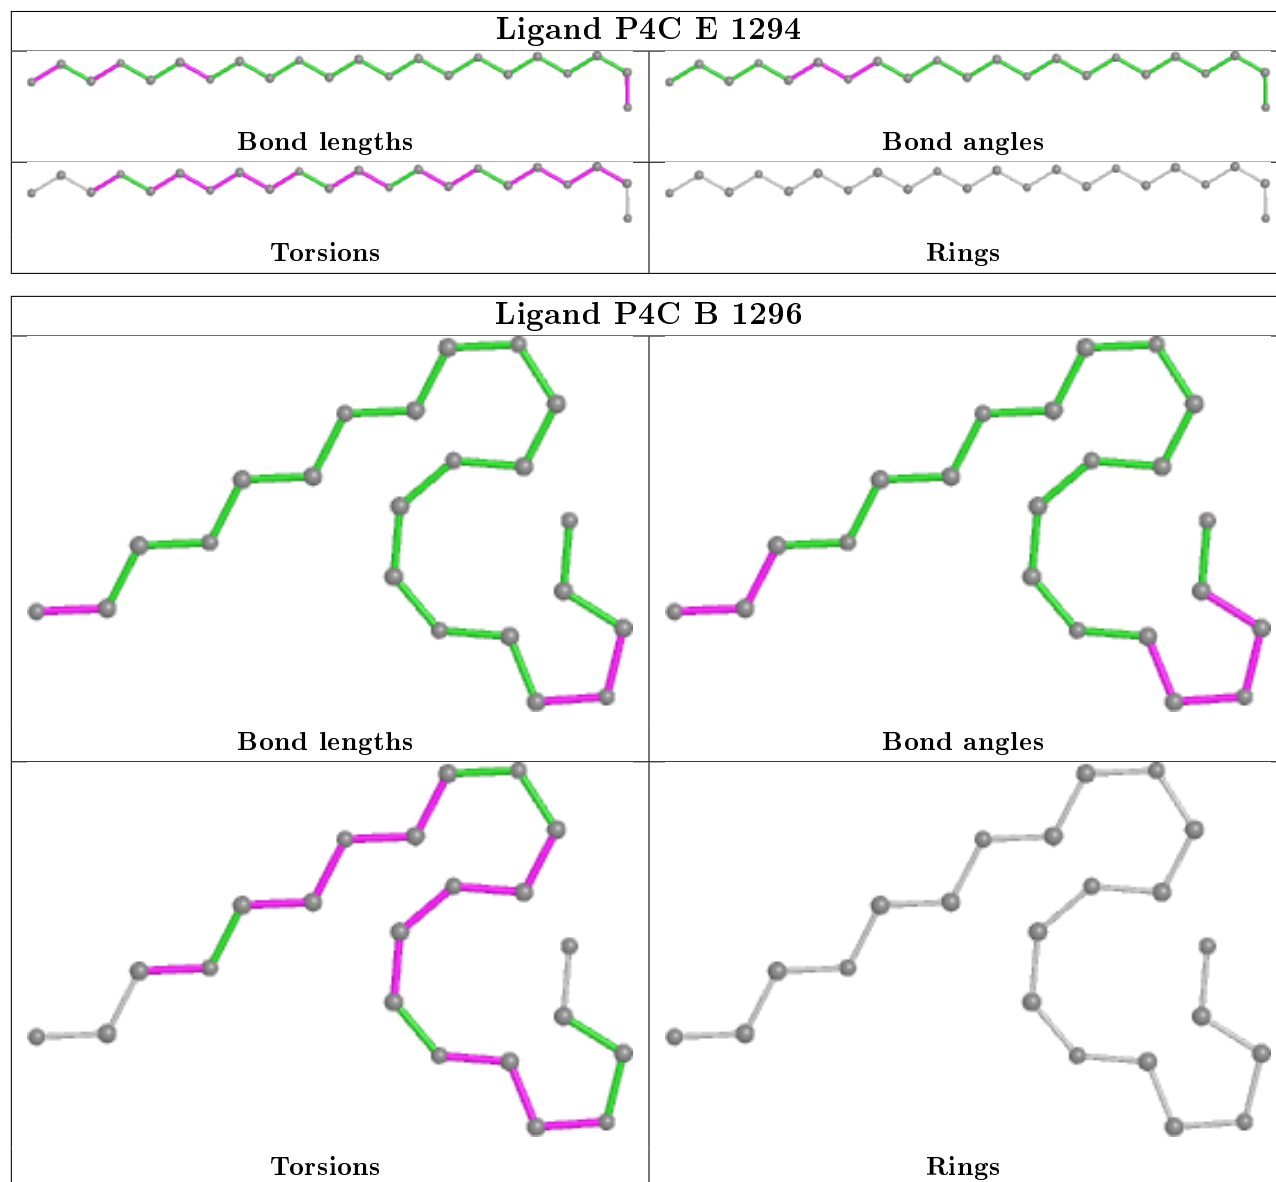 Ligand P4C E 1294
Bond lengths
Bond angles
Torsions
Rings
Ligand P4C B 1296
Bond lengths
Bond angles
Torsions
Rings